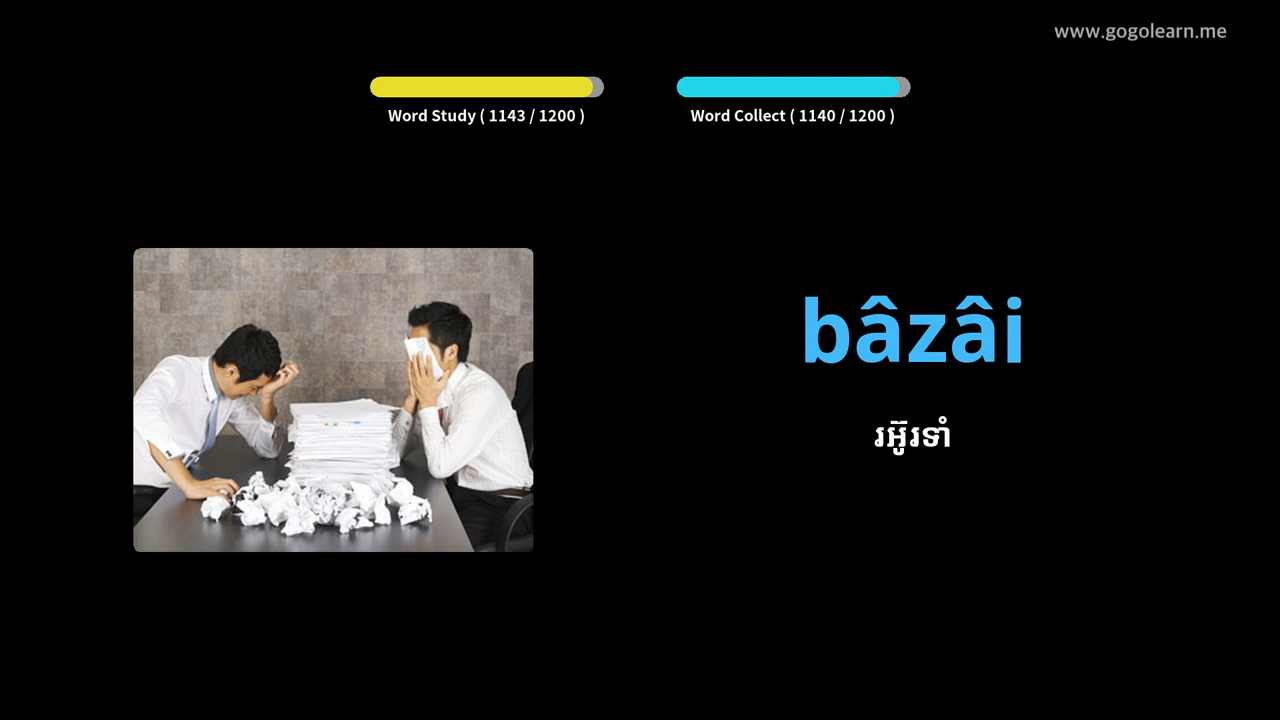 www.gogolearn.me
Word Study ( 1143 / 1200 )
Word Collect ( 1140 / 1200 )
bâzâi
រអ៊ូរទាំ